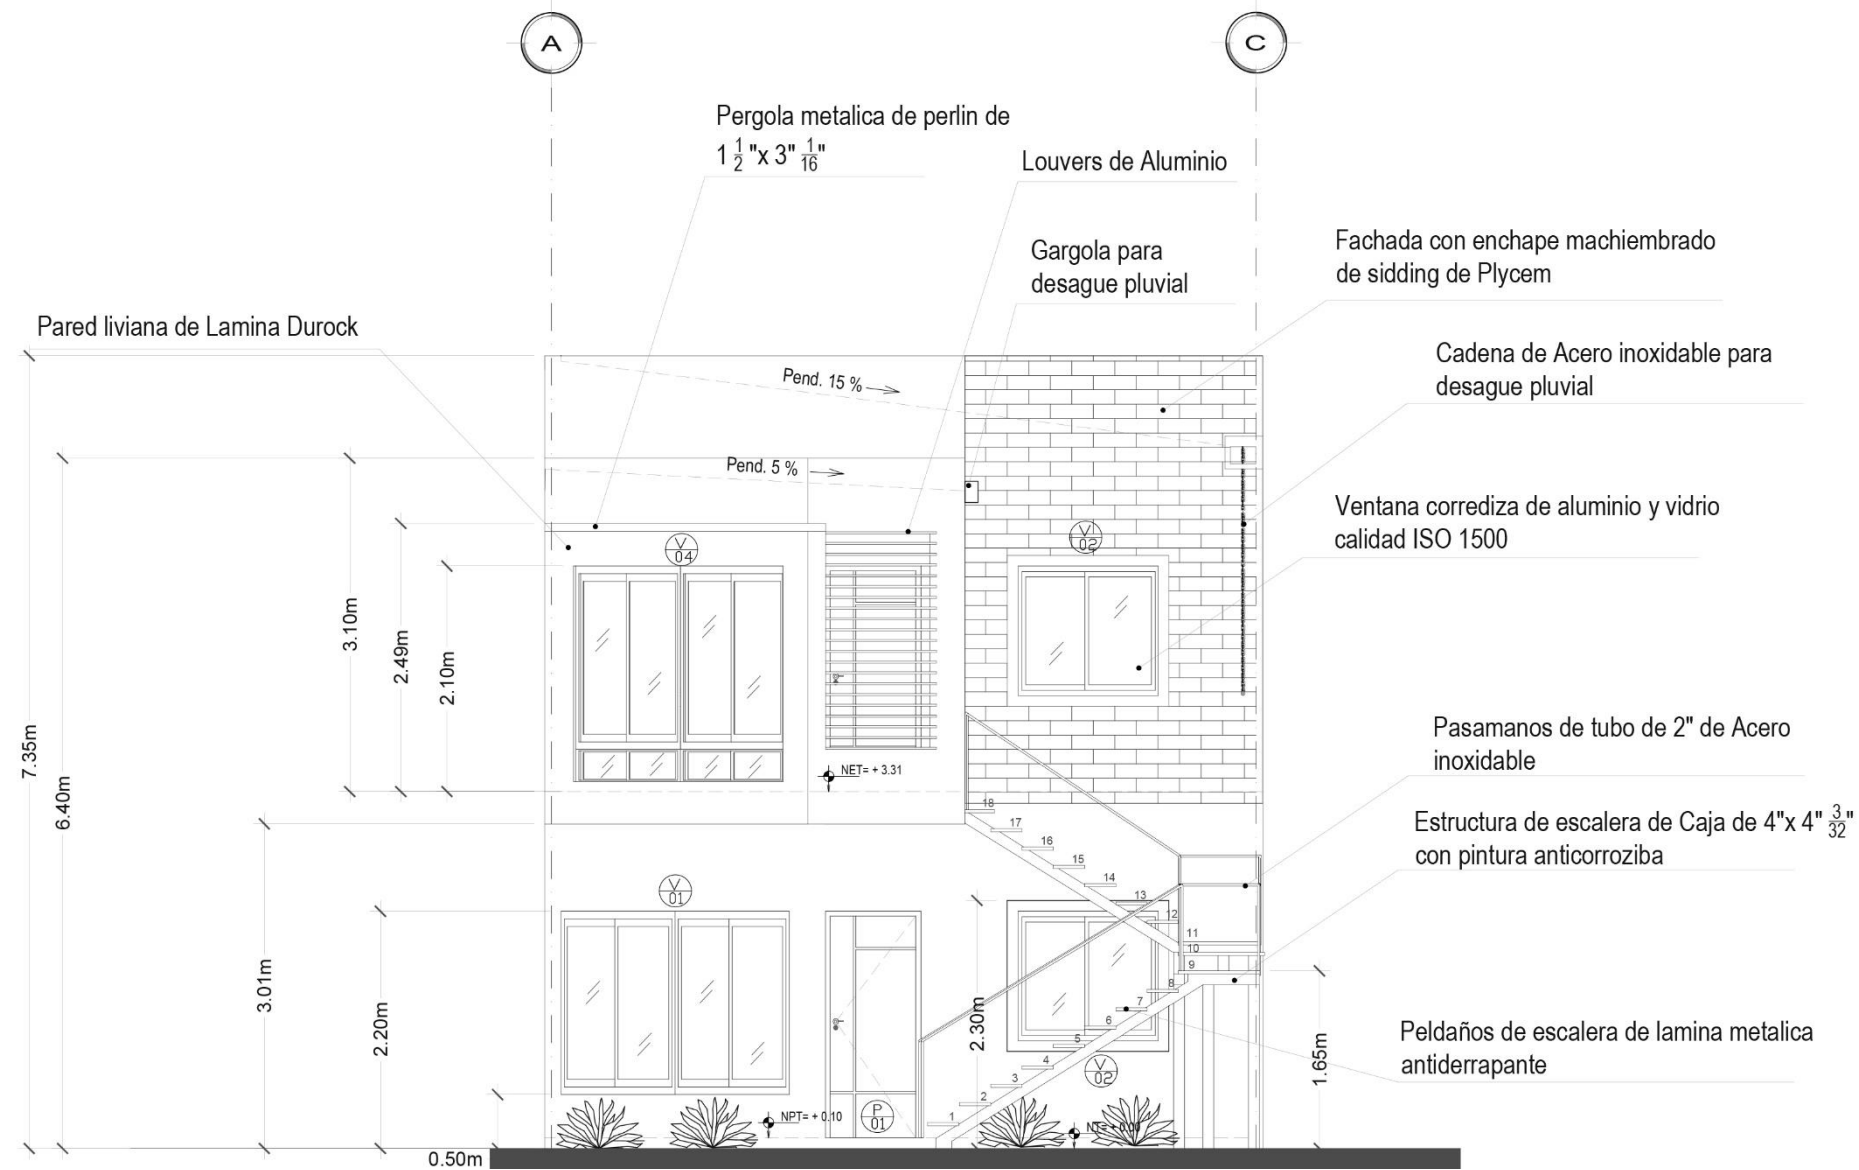 A
C
Pergola metalica de perlin de
1 1/2 "x 3" 1/16"
Louvers de Aluminio
Gargola para
desague pluvial
Fachada con enchape machiembrado
de sidding de Plycem
Pared liviana de Lamina Durock
Cadena de Acero inoxidable para
desague pluvial
Pend. 15 %
Pend. 5 %
Ventana corrediza de aluminio y vidrio
calidad ISO 1500
V
04
V
02
3.10m
2.49m
2.10m
7.35m
6.40m
NET= + 3.31
Pasamanos de tubo de 2" de Acero
inoxidable
Estructura de escalera de Caja de 4"x 4" 3/32"
con pintura anticorroziba
18
17
16
15
14
13
12
11
10
9
8
7
6
5
4
3
2
1
V
01
3.01m
2.20m
2.30m
1.65m
Peldaños de escalera de lamina metalica
antiderrapante
V
02
P
01
NPT= + 0.10
NT= + 0.00
0.50m